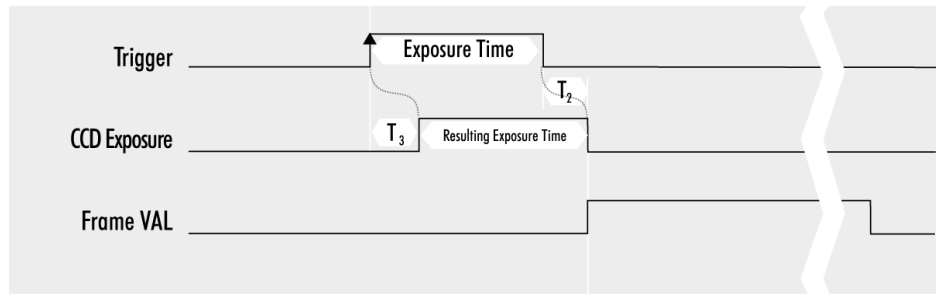 Trigger
Exposure Time
T2
CCD Exposure
T3
Resulting Exposure Time
Frame VAL